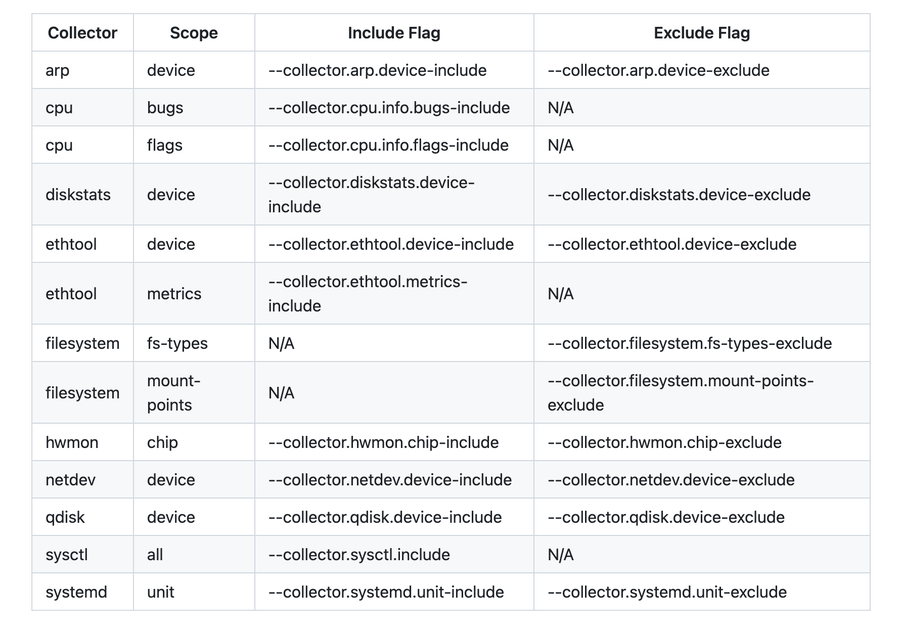 Collector Scope Include Flag Exclude Flag
arp device --collector.arp.device-include --collector.arp.device-exclude
cpu bugs --collector.cpu.info.bugs-include N/A
cpu flags --collector.cpu.info.flags-include N/A
diskstats device --collector.diskstats.device-
include --collector.diskstats.device-exclude
ethtool device --collector.ethtool.device-include --collector.ethtool.device-exclude
ethtool metrics --collector.ethtool.metrics-
include N/A
filesystem fs-types N/A --collector.filesystem.fs-types-exclude
filesystem mount-
points N/A --collector.filesystem.mount-points-
exclude
hwmon chip --collector.hwmon.chip-include --collector.hwmon.chip-exclude
netdev device --collector.netdev.device-include --collector.netdev.device-exclude
qdisk device --collector.qdisk.device-include --collector.qdisk.device-exclude
sysctl all --collector.sysctl.include N/A
systemd unit --collector.systemd.unit-include --collector.systemd.unit-exclude